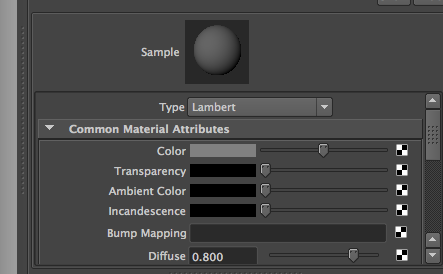 Sample
Type Lambert
Common Material Attributes
Color
Transparency
Ambient Color
Incandescence
Bump Mapping
Diffuse 0.800